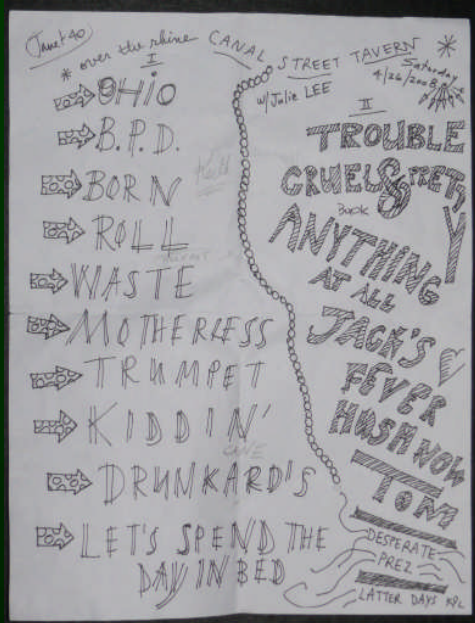 Janet 40
* over the rhine
CANAL STREET TAVERN *
w/ Julie LEE
Saturday
4/26/2008
I
OHIO
B.P.D.
BORN
ROLL
WASTE
MOTHERLESS
TRUMPET
KIDDIN'
DRUNKARD'S
LET'S SPEND THE
DAY IN BED
II
TROUBLE
CRUEL & PRETTY
ANYTHING
AT ALL
JACK'S
FEVER
HUSH NOW
TOM
DESPERATE
PREZ
LATTER DAYS